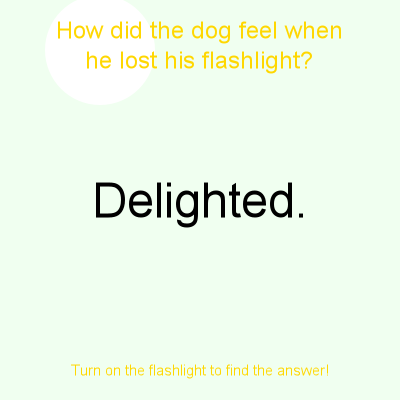 How did the dog feel when
he lost his flashlight?
Delighted.
Turn on the flashlight to find the answer!